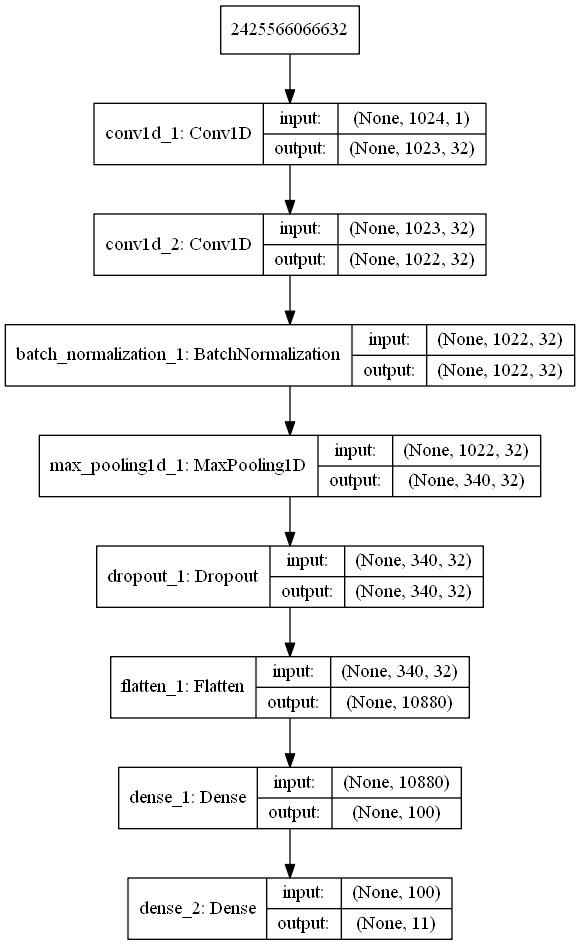 2425566066632
conv1d_1: Conv1D
input: (None, 1024, 1)
output: (None, 1023, 32)
conv1d_2: Conv1D
input: (None, 1023, 32)
output: (None, 1022, 32)
batch_normalization_1: BatchNormalization
input: (None, 1022, 32)
output: (None, 1022, 32)
max_pooling1d_1: MaxPooling1D
input: (None, 1022, 32)
output: (None, 340, 32)
dropout_1: Dropout
input: (None, 340, 32)
output: (None, 340, 32)
flatten_1: Flatten
input: (None, 340, 32)
output: (None, 10880)
dense_1: Dense
input: (None, 10880)
output: (None, 100)
dense_2: Dense
input: (None, 100)
output: (None, 11)